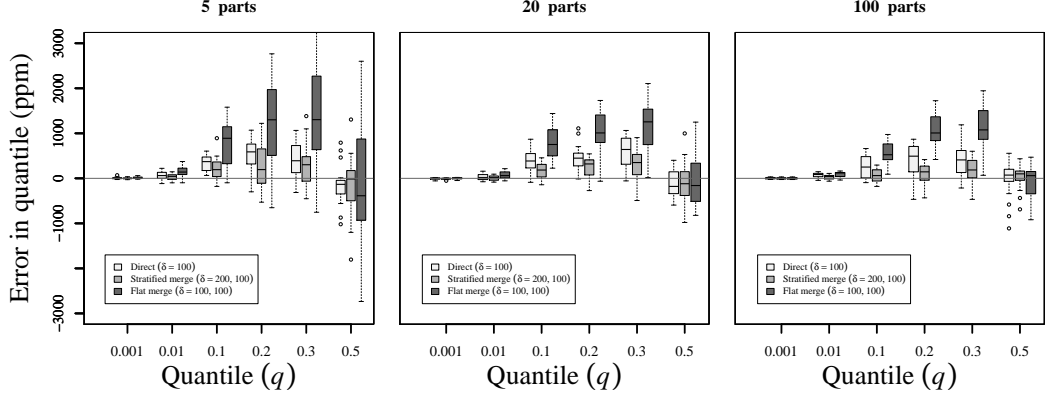 5 parts
20 parts
100 parts
Error in quantile (ppm)
3000
2000
1000
0
−1000
−3000
Direct (δ = 100)
Stratified merge (δ = 200, 100)
Flat merge (δ = 100, 100)
Direct (δ = 100)
Stratified merge (δ = 200, 100)
Flat merge (δ = 100, 100)
Direct (δ = 100)
Stratified merge (δ = 200, 100)
Flat merge (δ = 100, 100)
0.001 0.01 0.1 0.2 0.3 0.5
0.001 0.01 0.1 0.2 0.3 0.5
0.001 0.01 0.1 0.2 0.3 0.5
Quantile (q)
Quantile (q)
Quantile (q)